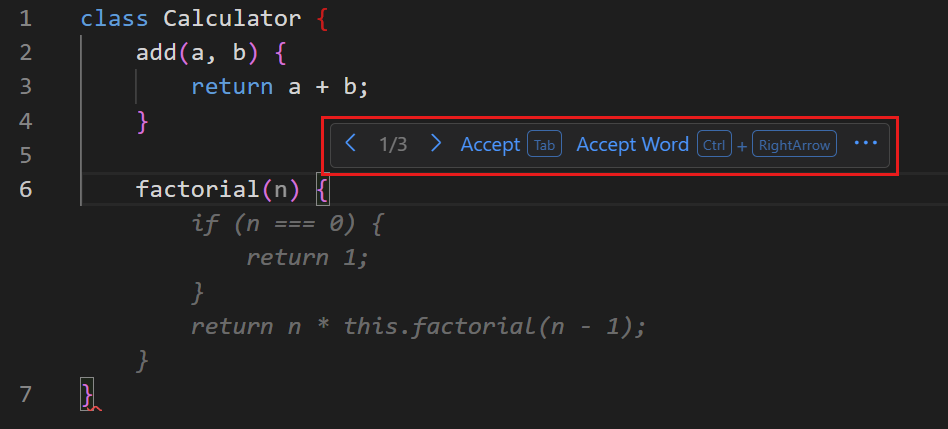 1 class Calculator {
2     add(a, b) {
3         return a + b;
4     }
< 1/3 > Accept Tab Accept Word Ctrl + RightArrow ···
5
6     factorial(n) {
        if (n === 0) {
            return 1;
        }
        return n * this.factorial(n - 1);
    }
7 }